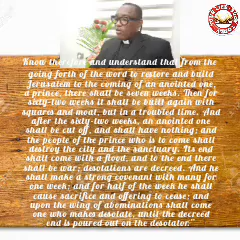 Know therefore and understand that from the
going forth of the word to restore and build
Jerusalem to the coming of an anointed one,
a prince, there shall be seven weeks. Then for
sixty-two weeks it shall be built again with
squares and moat, but in a troubled time. And
after the sixty-two weeks, an anointed one
shall be cut off, and shall have nothing; and
the people of the prince who is to come shall
destroy the city and the sanctuary. Its end
shall come with a flood, and to the end there
shall be war; desolations are decreed. And he
shall make a strong covenant with many for
one week; and for half of the week he shall
cause sacrifice and offering to cease; and
upon the wing of abominations shall come
one who makes desolate, until the decreed
end is poured out on the desolator."